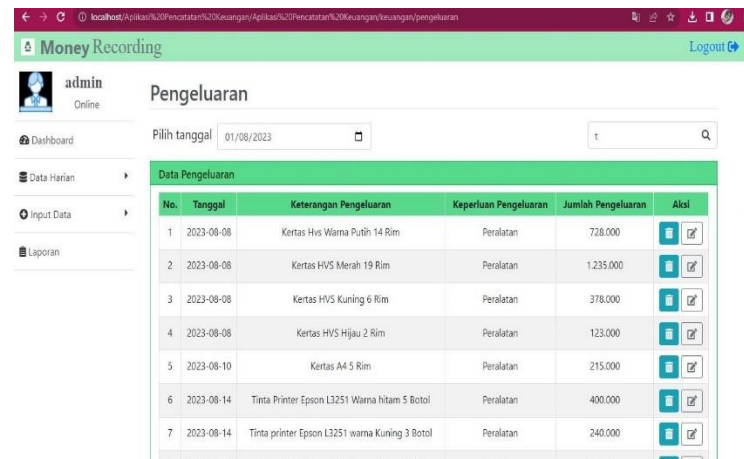 localhost/Aplikasi%20Pencatatan%20Keuangan/Aplikasi%20Pencatatan%20Keuangan/keuangan/pengeluaran
Money Recording
Logout
admin
Online
Dashboard
Data Harian
Input Data
Laporan
Pengeluaran
Pilih tanggal 01/08/2023 t
Data Pengeluaran
No. Tanggal Keterangan Pengeluaran Keperluan Pengeluaran Jumlah Pengeluaran Aksi
1 2023-08-08 Kertas Hvs Warna Putih 14 Rim Peralatan 728.000
2 2023-08-08 Kertas HVS Merah 19 Rim Peralatan 1.235.000
3 2023-08-08 Kertas HVS Kuning 6 Rim Peralatan 378.000
4 2023-08-08 Kertas HVS Hijau 2 Rim Peralatan 123.000
5 2023-08-10 Kertas A4 5 Rim Peralatan 215.000
6 2023-08-14 Tinta Printer Epson L3251 Warna hitam 5 Botol Peralatan 400.000
7 2023-08-14 Tinta printer Epson L3251 warna Kuning 3 Botol Peralatan 240.000